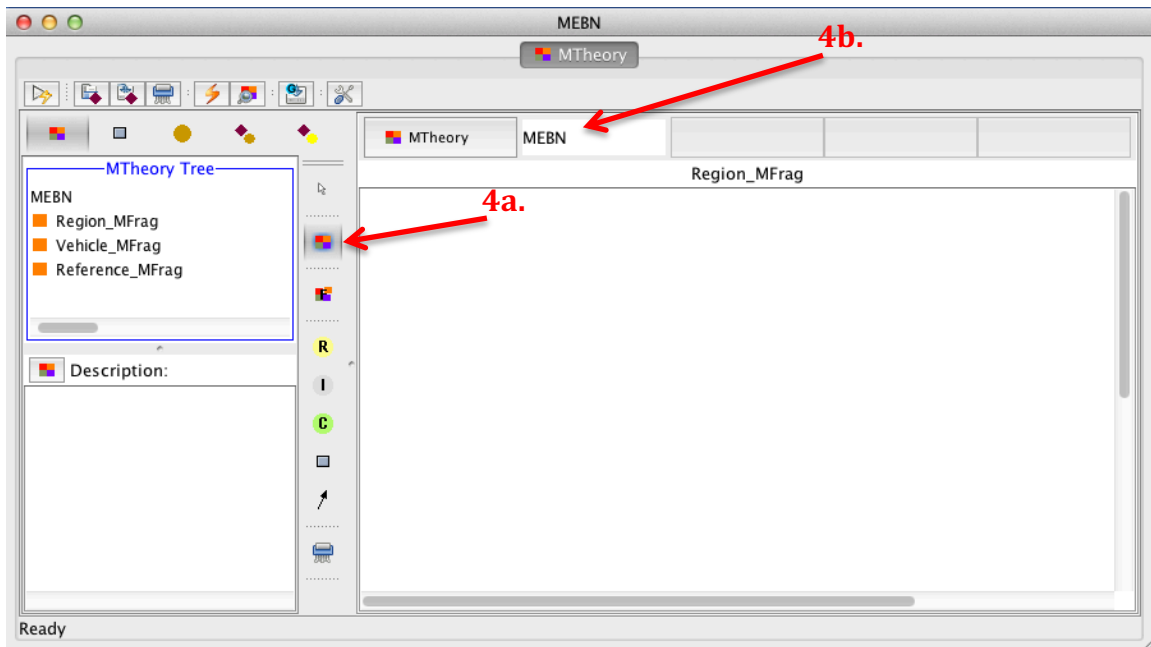 MEBN
4b.
MTheory
MTheory
MEBN
MTheory Tree
Region_MFrag
MEBN
4a.
Region_MFrag
Vehicle_MFrag
Reference_MFrag
F
R
Description:
I
C
Ready